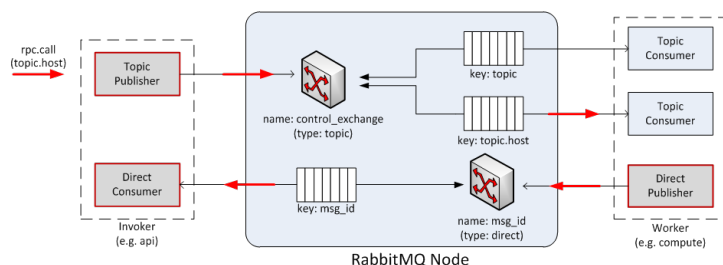 rpc.call
(topic.host)
Topic
Publisher
Direct
Consumer
Invoker
(e.g. api)
name: control_exchange
(type: topic)
key: topic
key: topic.host
key: msg_id
name: msg_id
(type: direct)
RabbitMQ Node
Topic
Consumer
Topic
Consumer
Direct
Publisher
Worker
(e.g. compute)